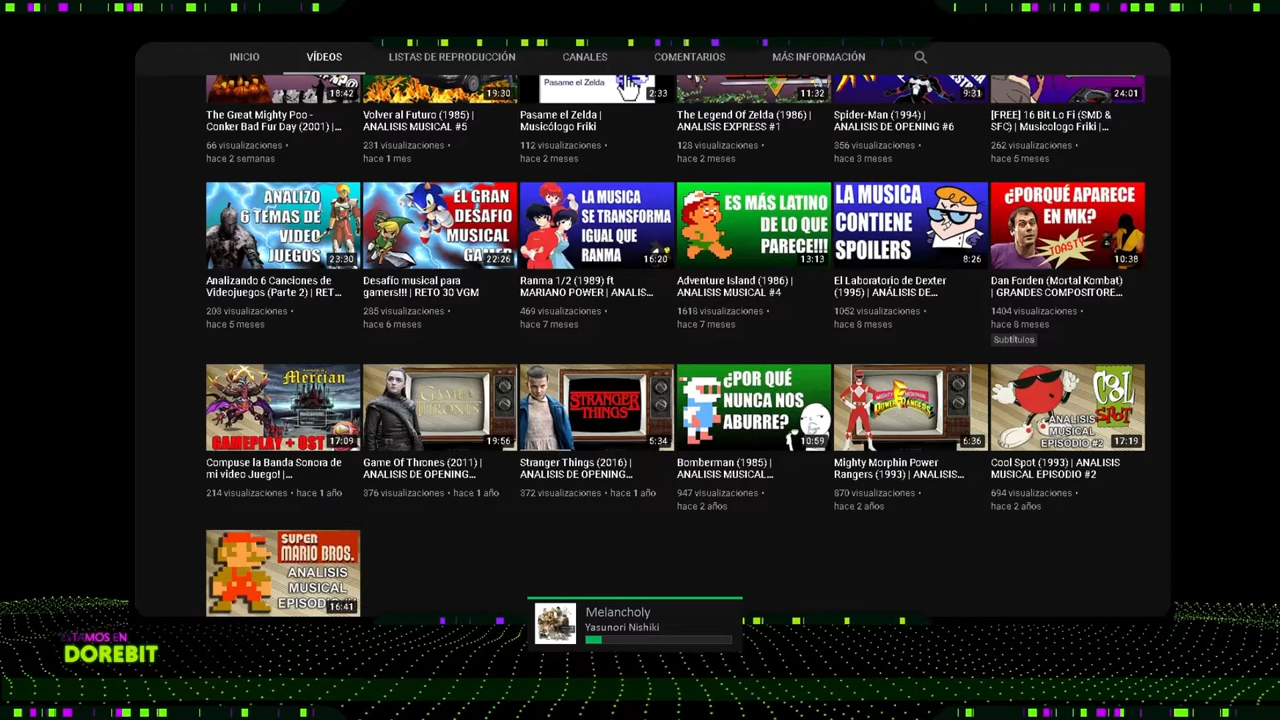 INICIO
VÍDEOS
LISTAS DE REPRODUCCIÓN
CANALES
COMENTARIOS
MÁS INFORMACIÓN
18:42
The Great Mighty Poo -
Conker Bad Fur Day (2001) |...
66 visualizaciones •
hace 2 semanas
19:30
Volver al Futuro (1985) |
ANALISIS MUSICAL #5
231 visualizaciones •
hace 1 mes
Pasame el Zelda
2:33
Pasame el Zelda |
Musicólogo Friki
112 visualizaciones •
hace 2 meses
11:32
The Legend Of Zelda (1986) |
ANALISIS EXPRESS #1
128 visualizaciones •
hace 2 meses
9:31
Spider-Man (1994) |
ANALISIS DE OPENING #6
356 visualizaciones •
hace 3 meses
24:01
[FREE] 16 Bit Lo Fi (SMD &
SFC) | Musicologo Friki |...
262 visualizaciones •
hace 5 meses
ANALIZO
6 TEMAS DE
VIDEO
JUEGOS
23:30
Analizando 6 Canciones de
Videojuegos (Parte 2) | RET...
203 visualizaciones •
hace 5 meses
EL GRAN
DESAFIO
MUSICAL
GAMER
22:26
Desafío musical para
gamers!!! | RETO 30 VGM
285 visualizaciones •
hace 6 meses
LA MUSICA
SE TRANSFORMA
IGUAL QUE
RANMA
16:20
Ranma 1/2 (1989) ft
MARIANO POWER | ANALIS...
469 visualizaciones •
hace 7 meses
ES MÁS LATINO
DE LO QUE
PARECE!!!
13:13
Adventure Island (1986) |
ANALISIS MUSICAL #4
1618 visualizaciones •
hace 7 meses
LA MUSICA
CONTIENE
SPOILERS
8:26
El Laboratorio de Dexter
(1995) | ANÁLISIS DE...
1052 visualizaciones •
hace 8 meses
¿PORQUÉ APARECE
EN MK?
TOASTY
10:38
Dan Forden (Mortal Kombat)
| GRANDES COMPOSITORE...
1404 visualizaciones •
hace 8 meses
Subtítulos
Mercian
GAMEPLAY + OST
17:09
Compuse la Banda Sonora de
mi video Juego! |...
214 visualizaciones • hace 1 año
GAME OF THRONES
19:56
Game Of Thrones (2011) |
ANALISIS DE OPENING...
376 visualizaciones • hace 1 año
STRANGER
THINGS
5:34
Stranger Things (2016) |
ANALISIS DE OPENING...
372 visualizaciones • hace 1 año
¿POR QUÉ
NUNCA NOS
ABURRE?
10:59
Bomberman (1985) |
ANALISIS MUSICAL...
947 visualizaciones •
hace 2 años
MIGHTY MORPHIN
POWER RANGERS
6:36
Mighty Morphin Power
Rangers (1993) | ANALISIS...
870 visualizaciones •
hace 2 años
COOL
SPOT
ANALISIS
MUSICAL
EPISODIO #2
17:19
Cool Spot (1993) | ANALISIS
MUSICAL EPISODIO #2
694 visualizaciones •
hace 2 años
SUPER
MARIO BROS.
ANALISIS
MUSICAL
16:41
Melancholy
Yasunori Nishiki
ESTAMOS EN
DOREBIT